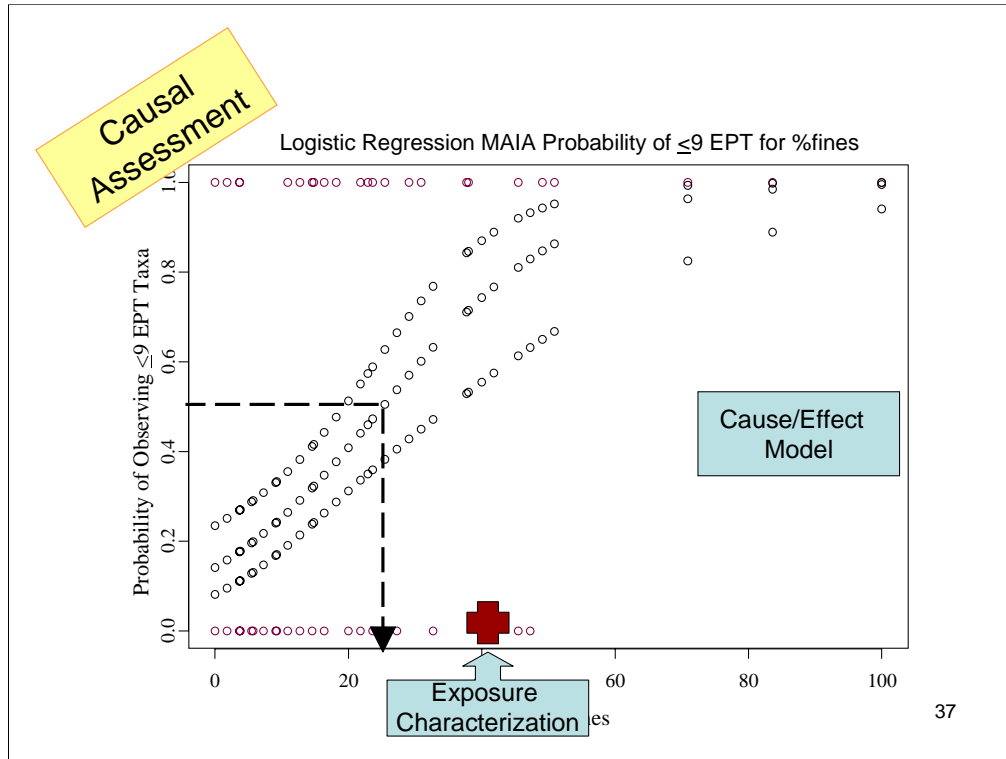 Causal
Assessment
Logistic Regression MAIA Probability of <9 EPT for %fines
Probability of Observing <9 EPT Taxa
1.0
0.8
0.6
0.4
0.2
0.0
Cause/Effect
Model
0
20
40
60
80
100
Exposure
Characterization
37